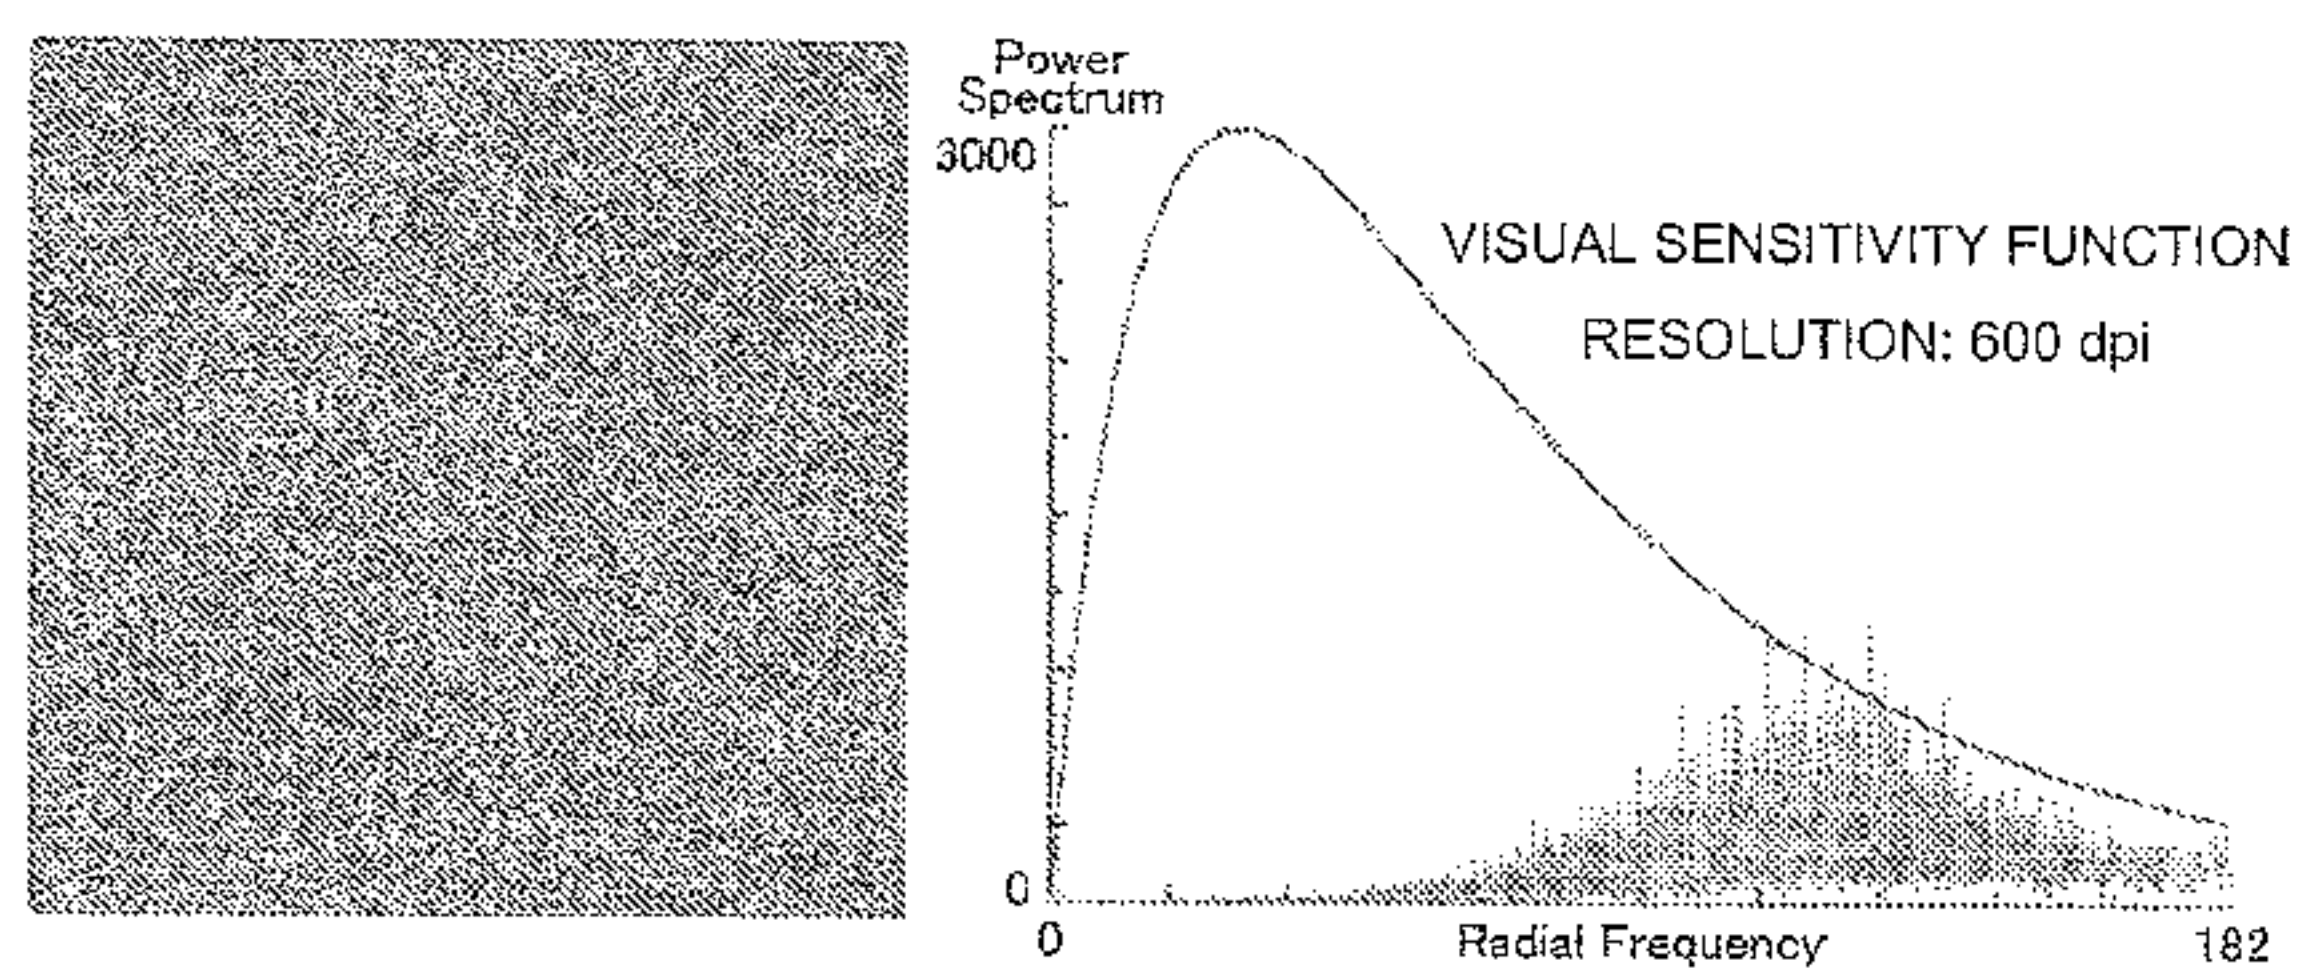 Power
Spectrum
3000
VISUAL SENSITIVITY FUNCTION
RESOLUTION: 600 dpi
0
0
Radial Frequency
182